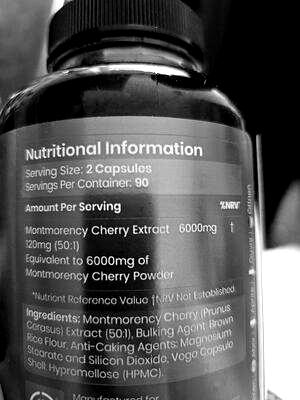 Nutritional Information
Serving Size: 2 Capsules
Servings Per Container: 90
Amount Per Serving %NRV*
Montmorency Cherry Extract 6000mg †
120mg (50:1)
Equivalent to 6000mg of
Montmorency Cherry Powder
*Nutrient Reference Value †NRV Not Established.
Ingredients: Montmorency Cherry (Prunus
Cerasus) Extract (50:1), Bulking Agent Brown
Rice Flour, Anti-Caking Agents: Magnesium
Stearate and Silicon Dioxide, Vega Capsule
Shell: Hypromellose (HPMC).
Manufactured for